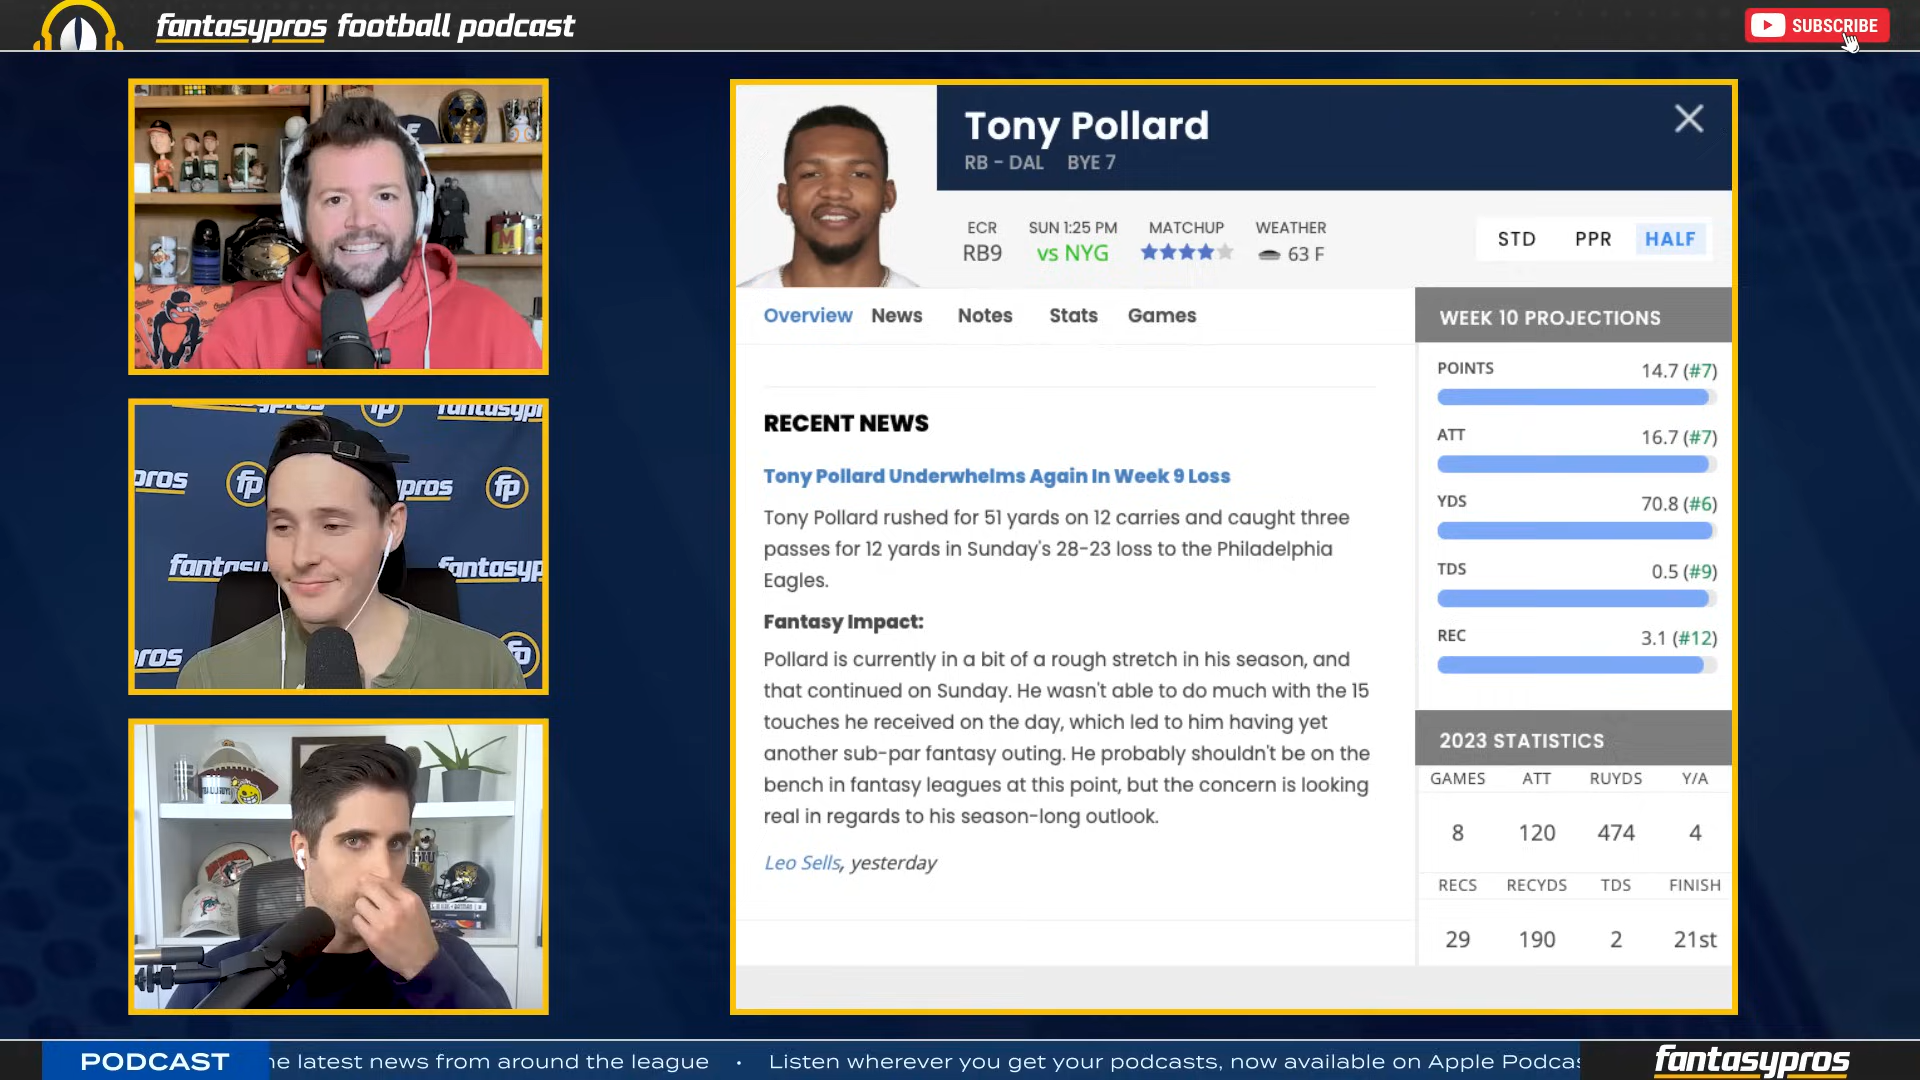 fantasypros football podcast
SUBSCRIBE
Tony Pollard
RB - DAL BYE 7
ECR SUN 1:25 PM MATCHUP WEATHER
RB9 vs NYG 63 F
STD PPR HALF
Overview News Notes Stats Games
RECENT NEWS
Tony Pollard Underwhelms Again In Week 9 Loss
Tony Pollard rushed for 51 yards on 12 carries and caught three
passes for 12 yards in Sunday's 28-23 loss to the Philadelphia
Eagles.
Fantasy Impact:
Pollard is currently in a bit of a rough stretch in his season, and
that continued on Sunday. He wasn't able to do much with the 15
touches he received on the day, which led to him having yet
another sub-par fantasy outing. He probably shouldn't be on the
bench in fantasy leagues at this point, but the concern is looking
real in regards to his season-long outlook.
Leo Sells, yesterday
WEEK 10 PROJECTIONS
POINTS 14.7 (#7)
ATT 16.7 (#7)
YDS 70.8 (#6)
TDS 0.5 (#9)
REC 3.1 (#12)
2023 STATISTICS
GAMES ATT RUYDS Y/A
8 120 474 4
RECS RECYDS TDS FINISH
29 190 2 21st
fp
pros
pros
fp
fantasyp
ros
fp
PODCAST
he latest news from around the league • Listen wherever you get your podcasts, now available on Apple Podcas
fantasypros